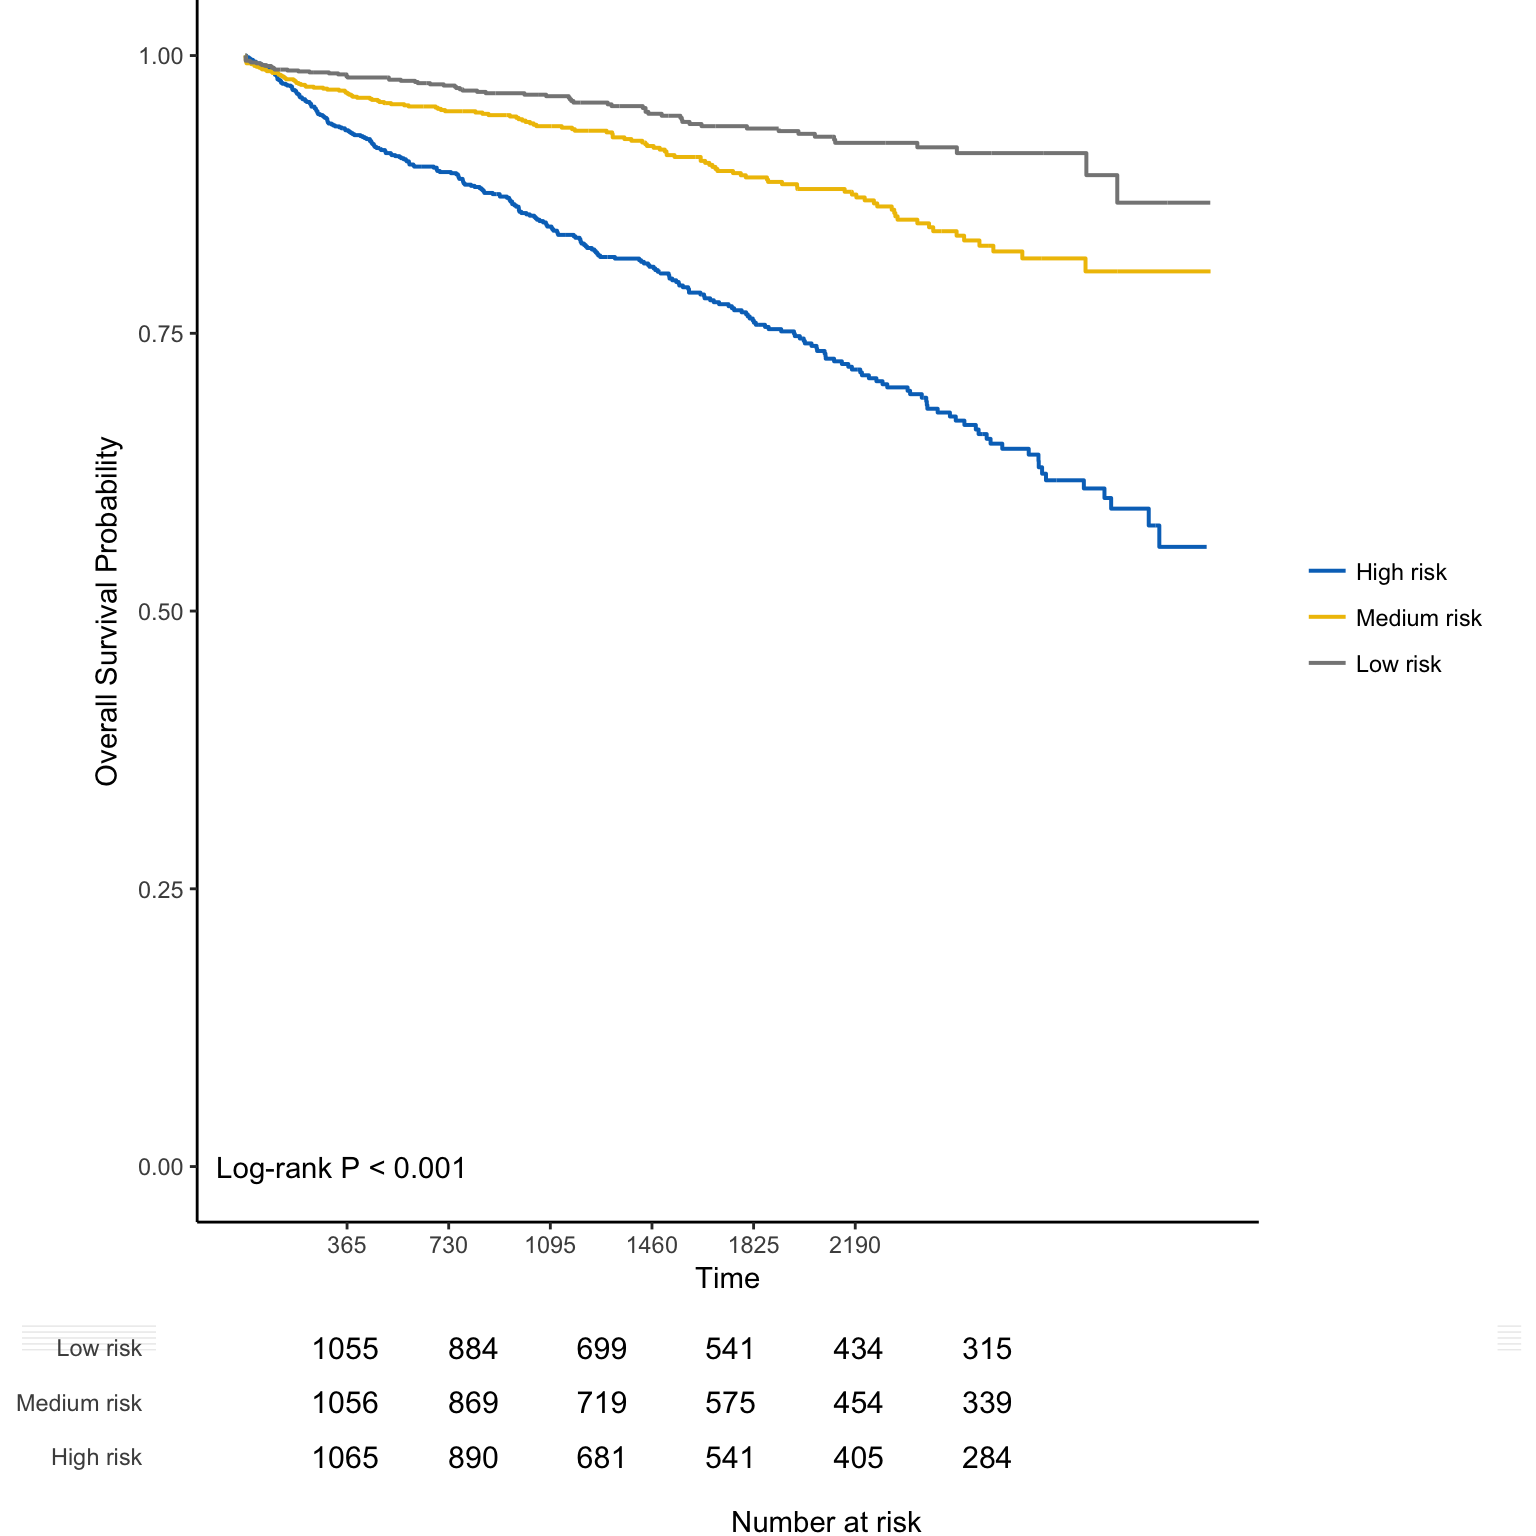 1.00
0.75
0.50
0.25
0.00
Overall Survival Probability
High risk
Medium risk
Low risk
Log-rank P < 0.001
365 730 1095 1460 1825 2190
Time
Low risk 1055 884 699 541 434 315
Medium risk 1056 869 719 575 454 339
High risk 1065 890 681 541 405 284
Number at risk